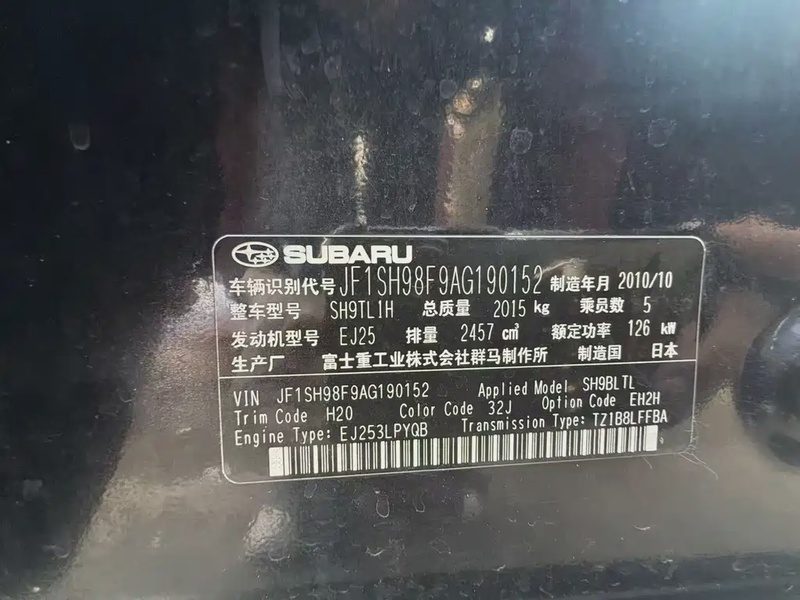 SUBARU
车辆识别代号 JF1SH98F9AG190152 制造年月 2010/10
整车型号 SH9TL1H 总质量 2015 kg 乘员数 5
发动机型号 EJ25 排量 2457 cm³ 额定功率 126 kW
生产厂 富士重工业株式会社群马制作所 制造国 日本
VIN JF1SH98F9AG190152 Applied Model SH9BLTL
Trim Code H20 Color Code 32J Option Code EH2H
Engine Type: EJ253LPYQB Transmission Type: TZ1B8LFFBA